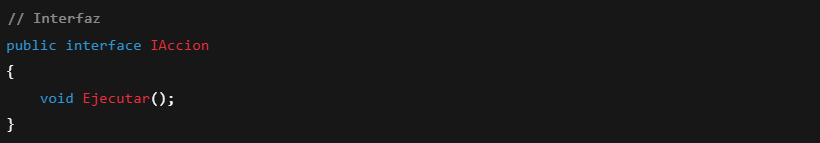 // Interfaz
public interface IAccion
{
    void Ejecutar();
}